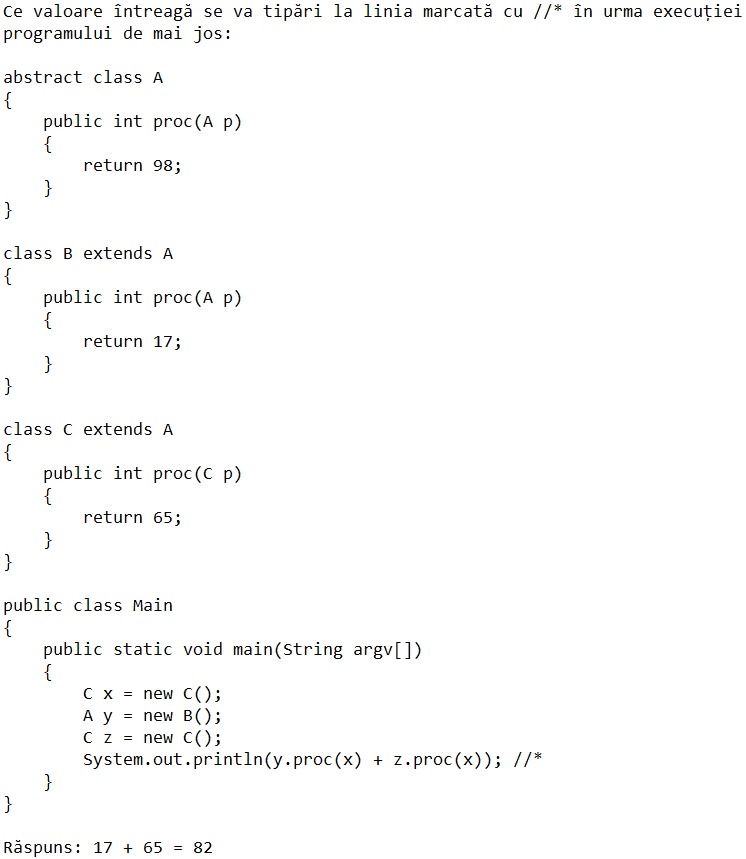 Ce valoare întreagă se va tipări la linia marcată cu //* în urma execuției
programului de mai jos:

abstract class A
{
    public int proc(A p)
    {
        return 98;
    }
}

class B extends A
{
    public int proc(A p)
    {
        return 17;
    }
}

class C extends A
{
    public int proc(C p)
    {
        return 65;
    }
}

public class Main
{
    public static void main(String argv[])
    {
        C x = new C();
        A y = new B();
        C z = new C();
        System.out.println(y.proc(x) + z.proc(x)); //*
    }
}

Răspuns: 17 + 65 = 82